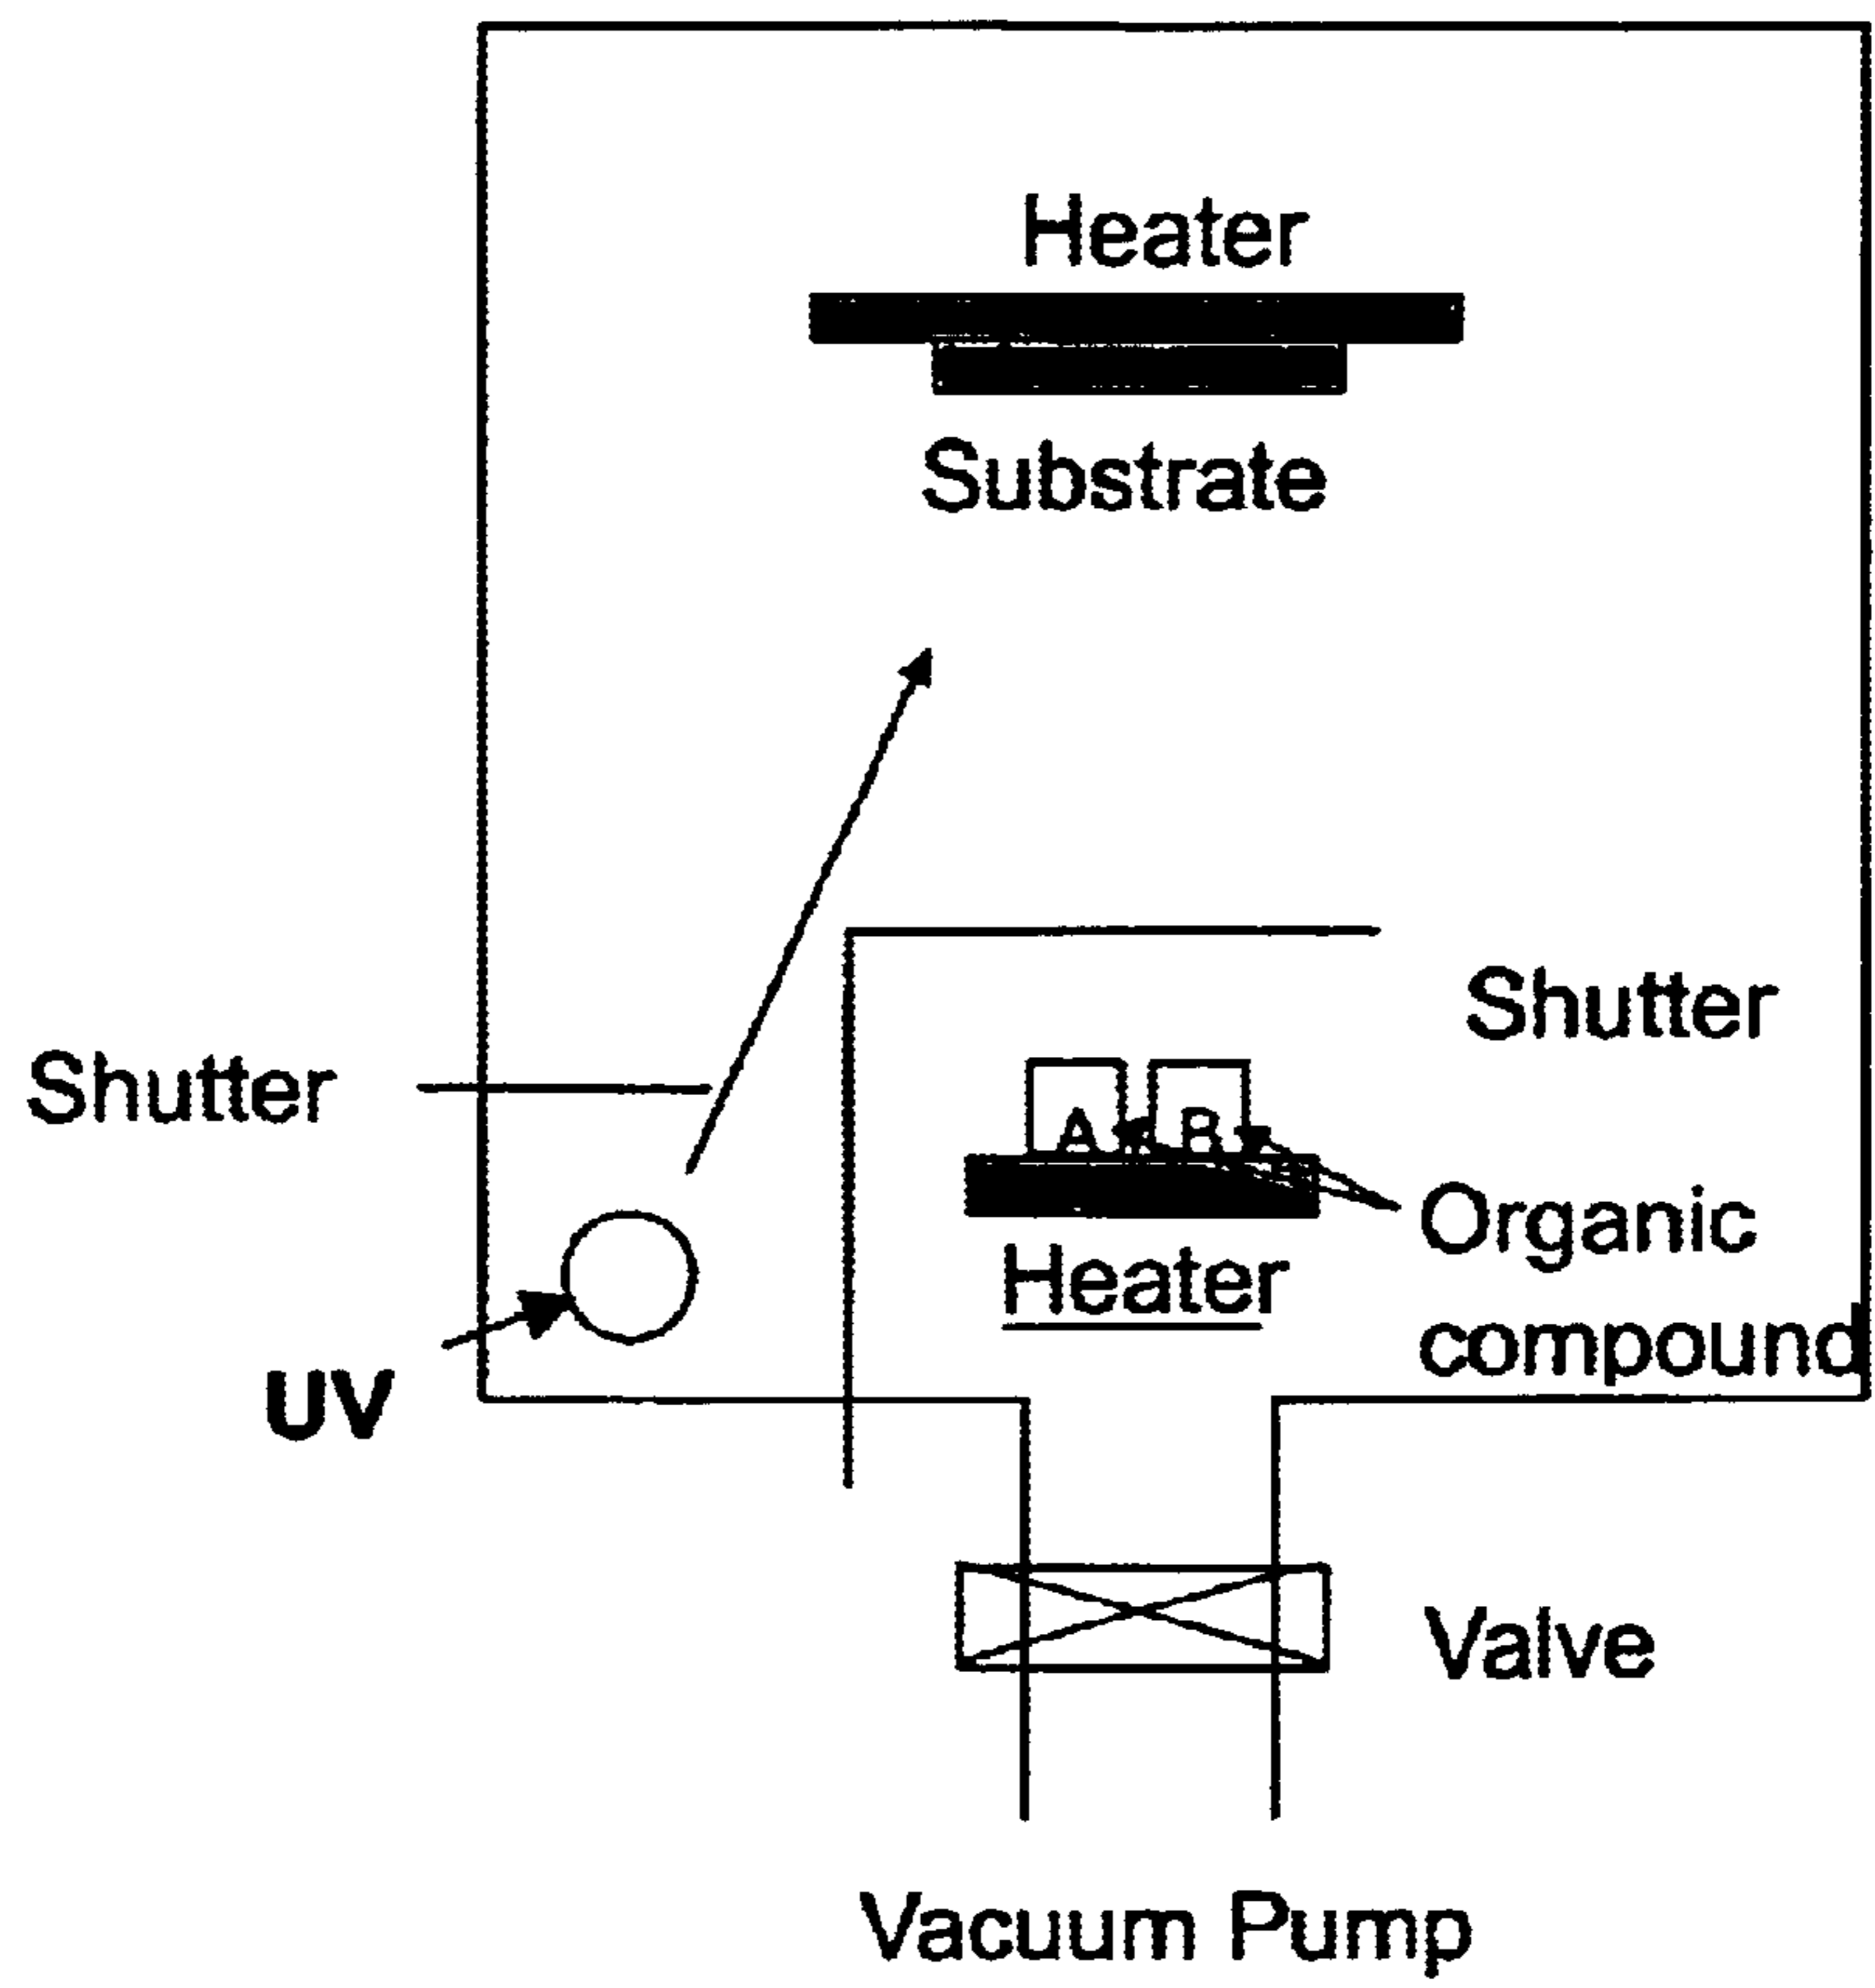 Heater
Substrate
Shutter
Shutter
A B
Organic
compound
Heater
UV
Valve
Vacuum Pump